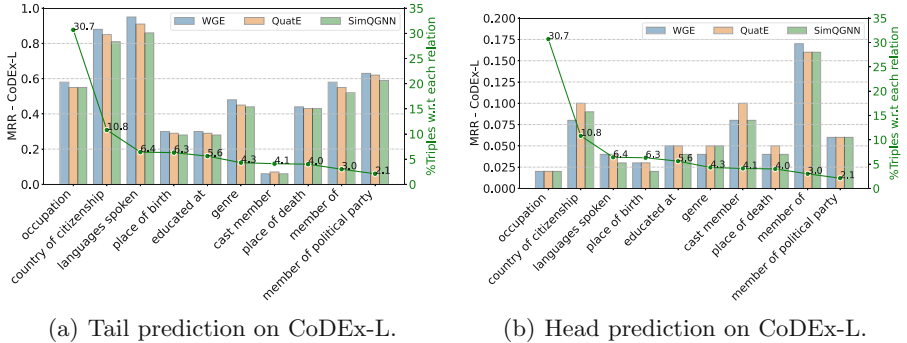 WGE QuatE SimQGNN
MRR - CoDEx-L
1.0
0.8
0.6
0.4
0.2
0.0
30.7
10.8
6.4
6.3
5.6
4.3
4.1
4.0
3.0
2.1
35
30
25
20
15
10
5
0
%Triples w.r.t each relation
occupation
country of citizenship
languages spoken
place of birth
educated at
genre
cast member
place of death
member of
member of political party
(a) Tail prediction on CoDEx-L.
WGE QuatE SimQGNN
MRR - CoDEx-L
0.200
0.175
0.150
0.125
0.100
0.075
0.050
0.025
0.000
30.7
10.8
6.4
6.3
5.6
4.3
4.1
4.0
3.0
2.1
35
30
25
20
15
10
5
0
%Triples w.r.t each relation
occupation
country of citizenship
languages spoken
place of birth
educated at
genre
cast member
place of death
member of
member of political party
(b) Head prediction on CoDEx-L.